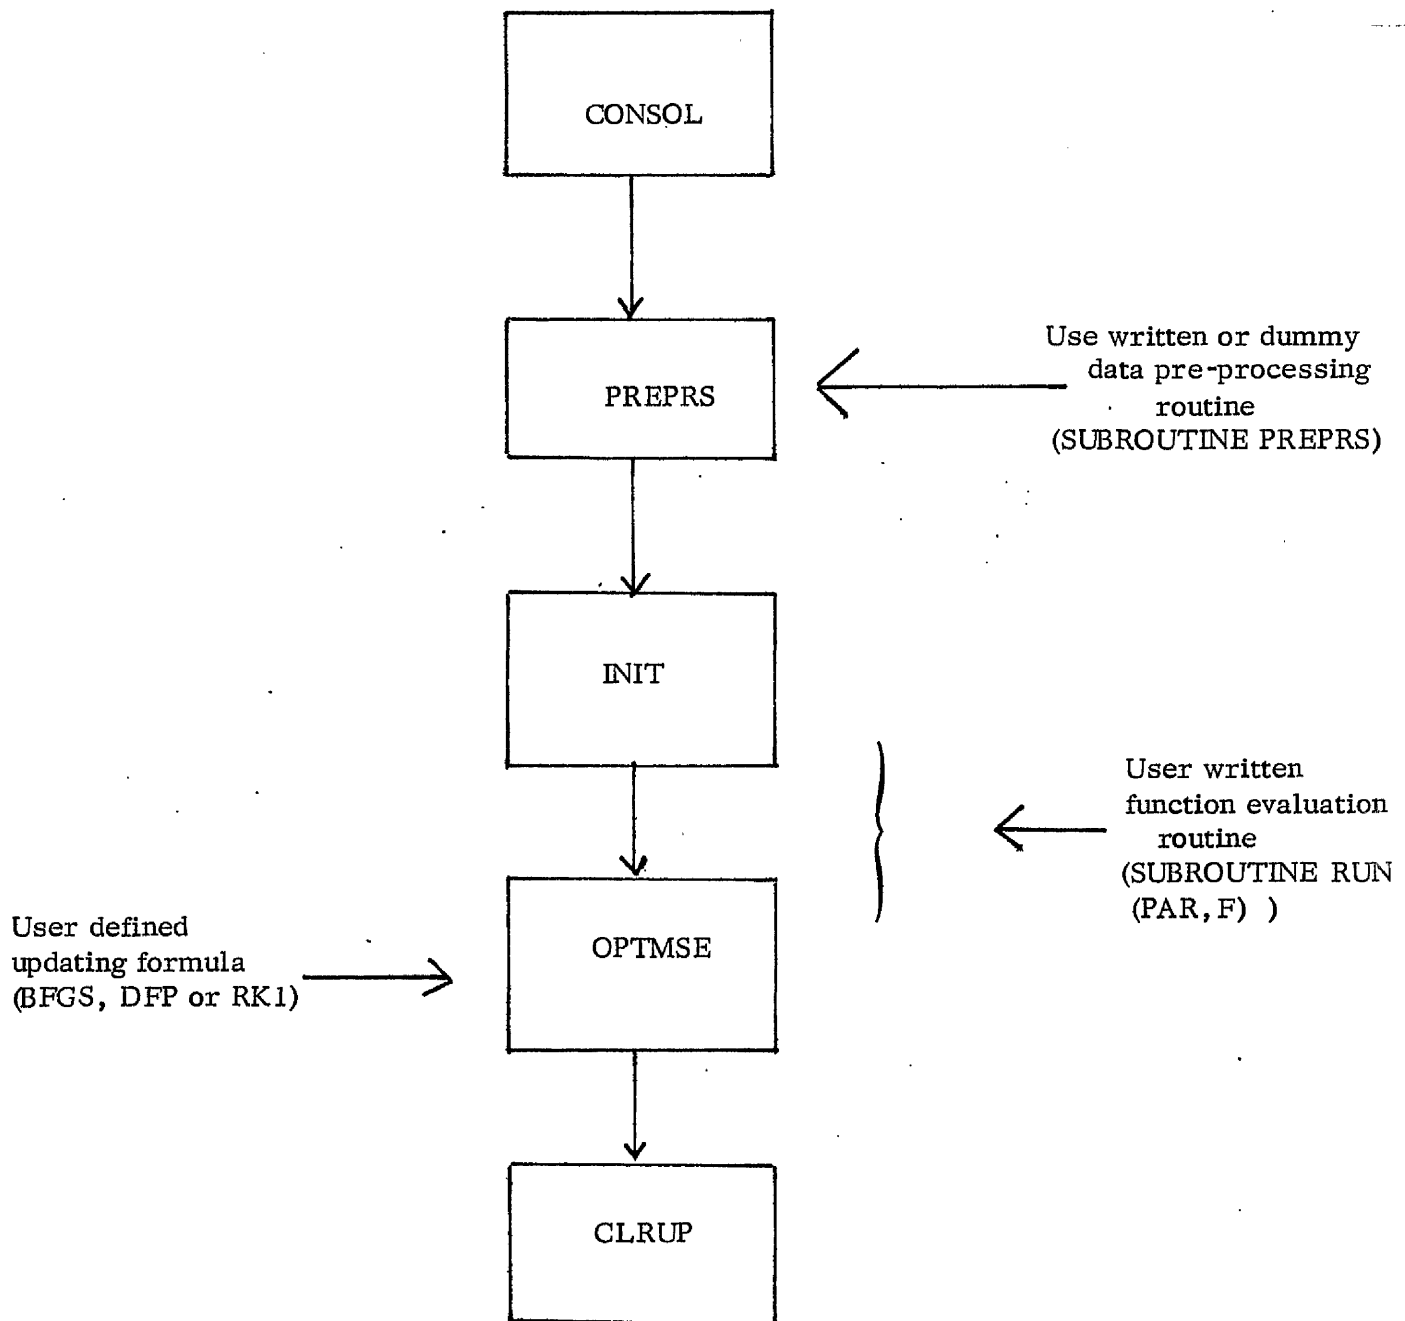 CONSOL
PREPRS
Use written or dummy
data pre-processing
routine
(SUBROUTINE PREPRS)
INIT
User written
function evaluation
routine
(SUBROUTINE RUN
(PAR,F) )
User defined
updating formula
(BFGS, DFP or RK1)
OPTMSE
CLRUP